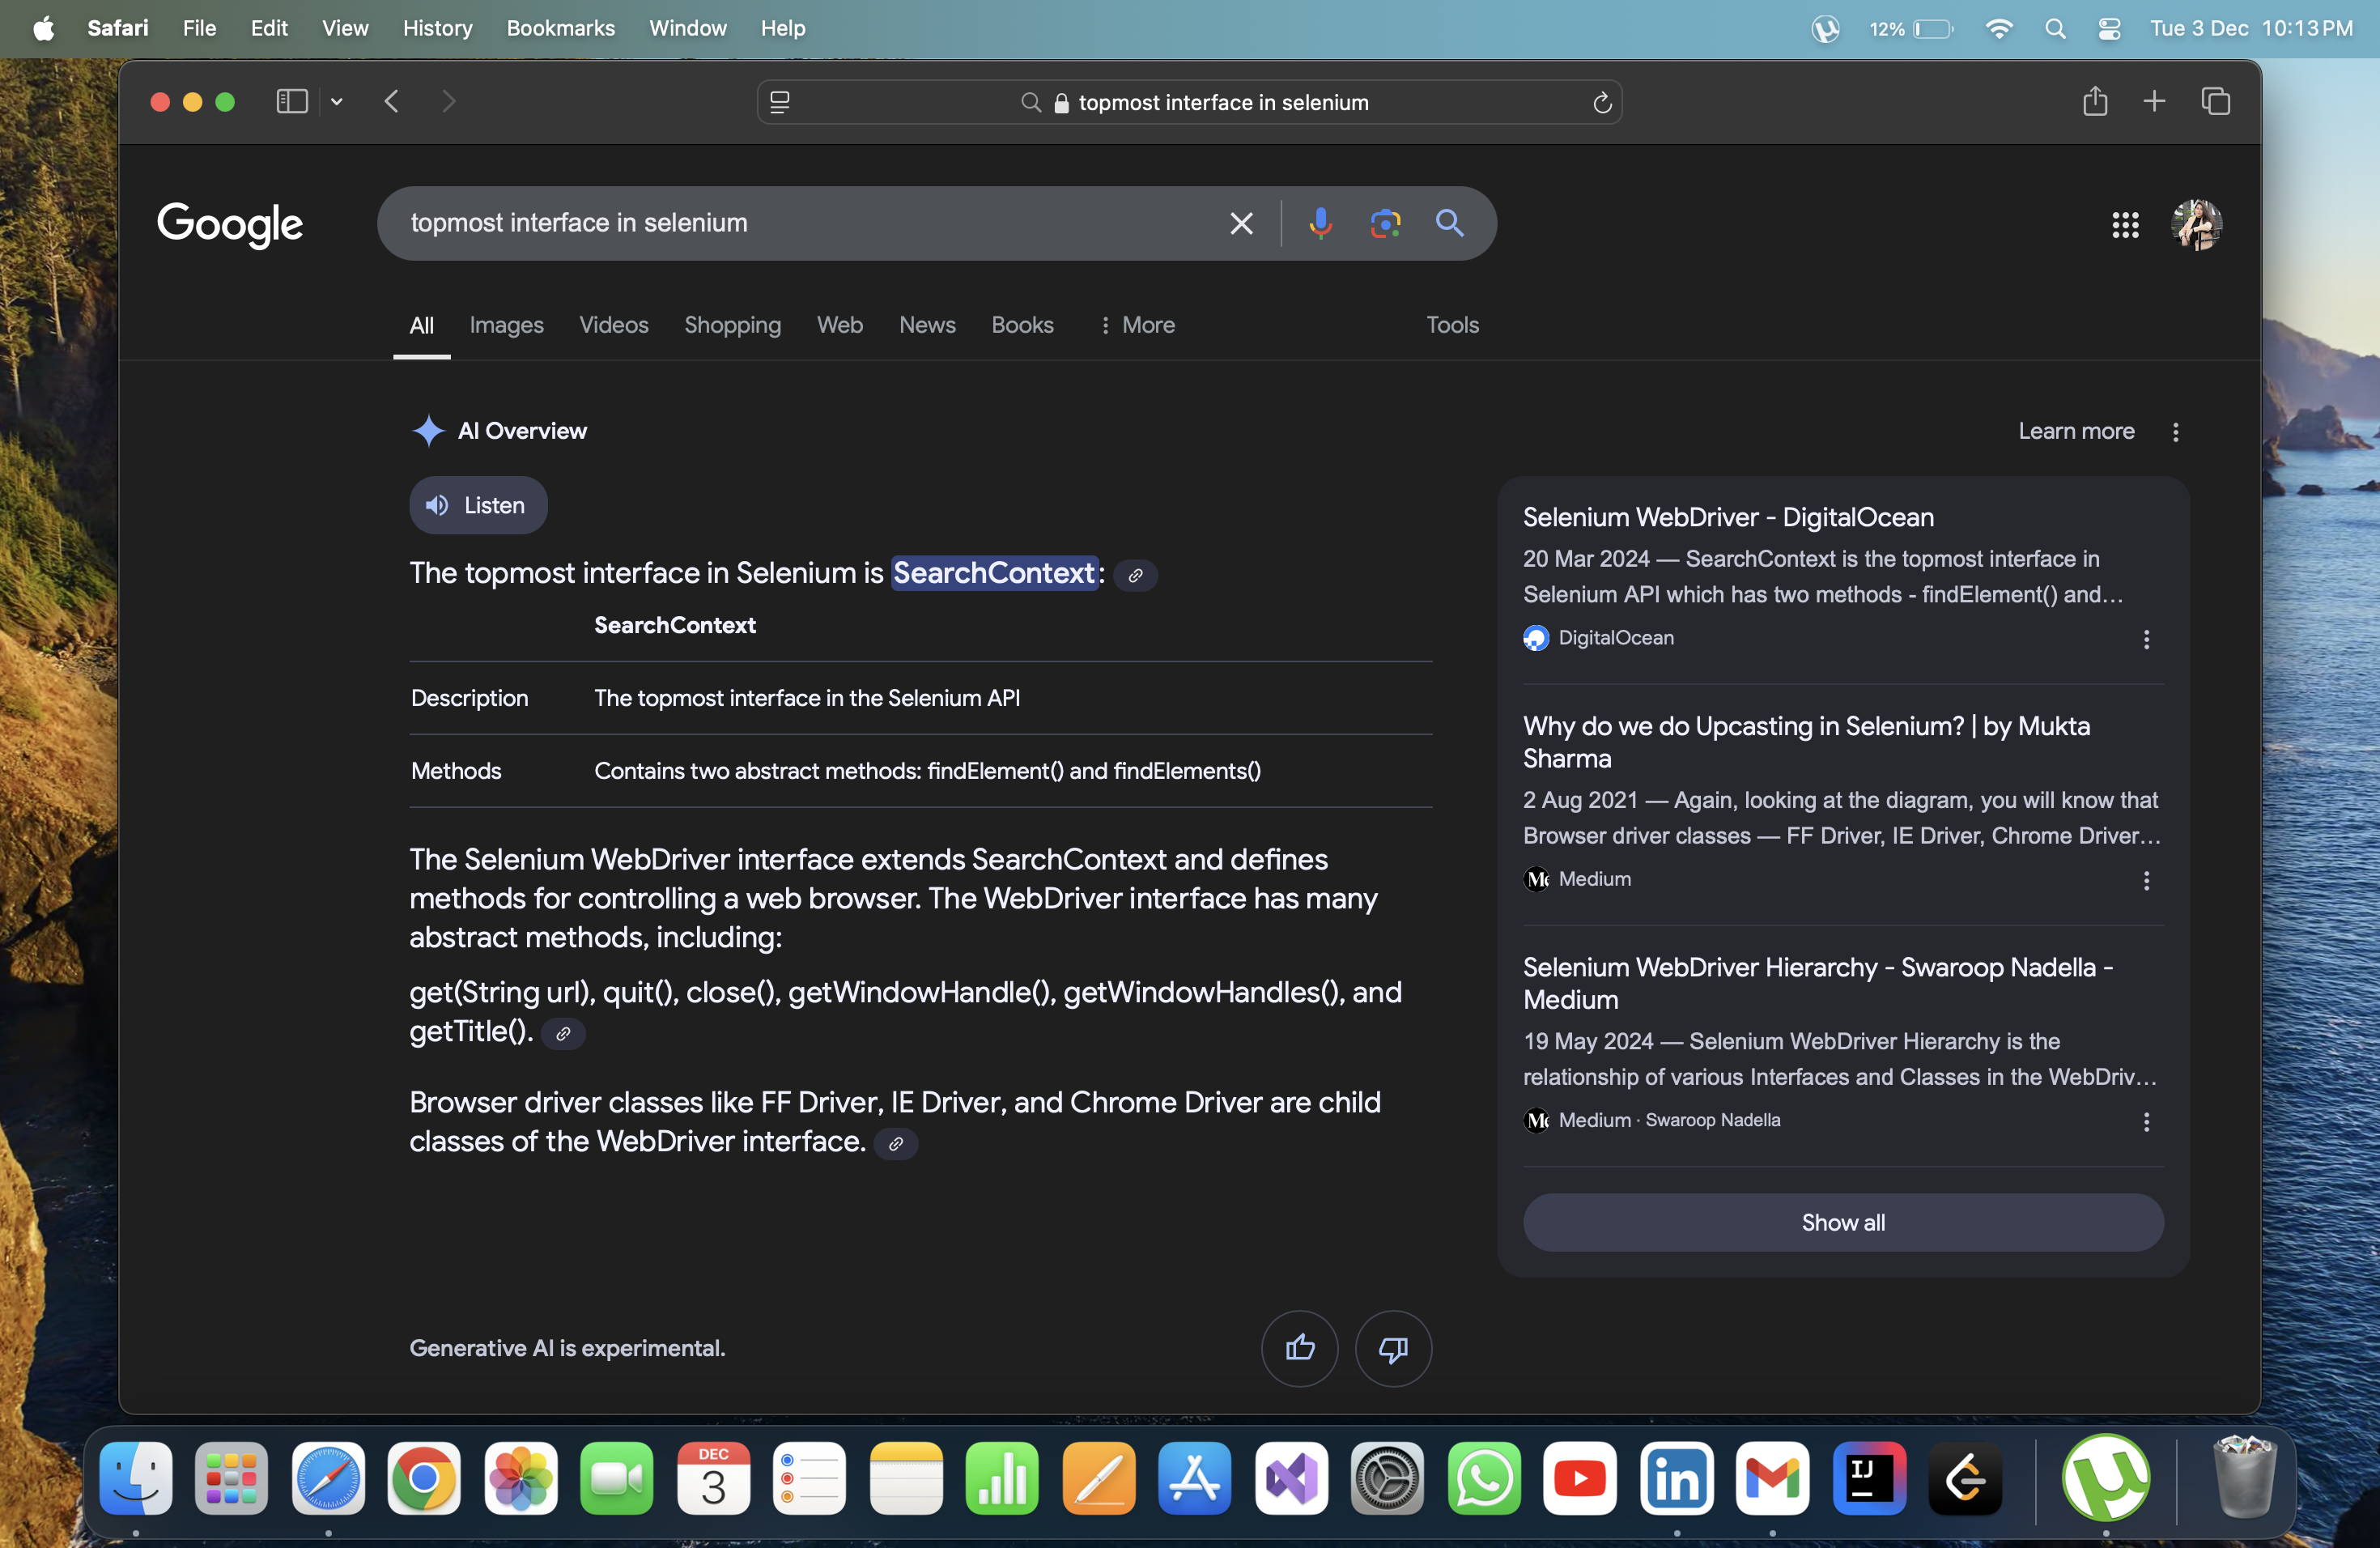 Safari File Edit View History Bookmarks Window Help 12% Tue 3 Dec 10:13 PM
topmost interface in selenium
Google
topmost interface in selenium
All Images Videos Shopping Web News Books More Tools
AI Overview
Learn more
Listen
The topmost interface in Selenium is SearchContext:
SearchContext
Description The topmost interface in the Selenium API
Methods Contains two abstract methods: findElement() and findElements()
The Selenium WebDriver interface extends SearchContext and defines
methods for controlling a web browser. The WebDriver interface has many
abstract methods, including:
get(String url), quit(), close(), getWindowHandle(), getWindowHandles(), and
getTitle().
Browser driver classes like FF Driver, IE Driver, and Chrome Driver are child
classes of the WebDriver interface.
Generative AI is experimental.
Selenium WebDriver - DigitalOcean
20 Mar 2024 — SearchContext is the topmost interface in
Selenium API which has two methods - findElement() and...
DigitalOcean
Why do we do Upcasting in Selenium? | by Mukta
Sharma
2 Aug 2021 — Again, looking at the diagram, you will know that
Browser driver classes — FF Driver, IE Driver, Chrome Driver...
Medium
Selenium WebDriver Hierarchy - Swaroop Nadella -
Medium
19 May 2024 — Selenium WebDriver Hierarchy is the
relationship of various Interfaces and Classes in the WebDriv...
Medium · Swaroop Nadella
Show all
DEC
3
in
IJ